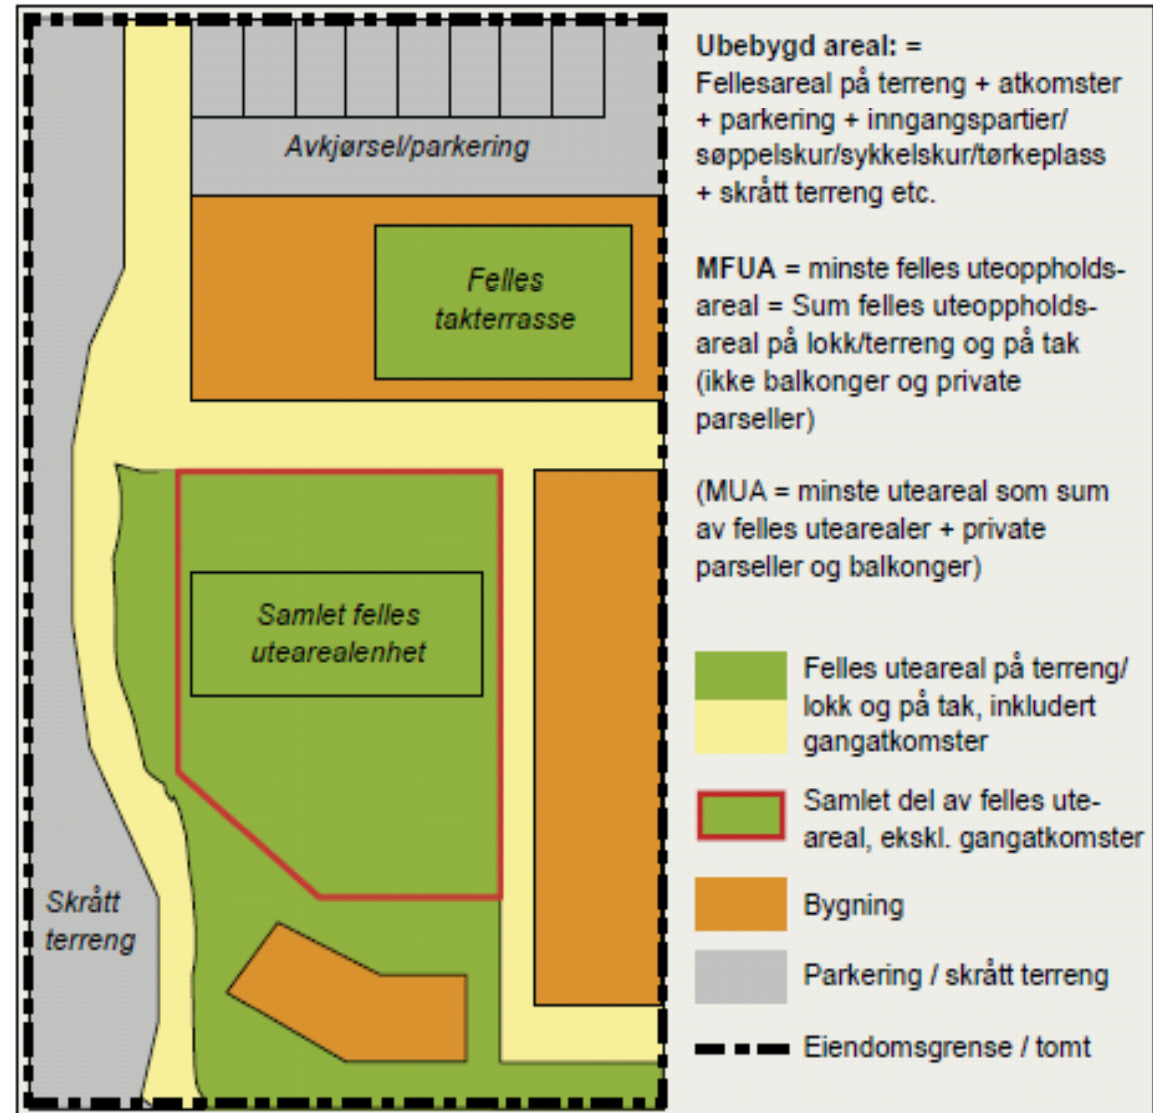 Avkjørsel/parkering
Felles
takterrasse
Samlet felles
utearealenhet
Skrått
terreng
Ubebygd areal: =
Fellesareal på terreng + atkomster
+ parkering + inngangspartier/
søppelskur/sykkelskur/tørkeplass
+ skrått terreng etc.
MFUA = minste felles uteoppholds-
areal = Sum felles uteoppholds-
areal på lokk/terreng og på tak
(ikke balkonger og private
parseller)
(MUA = minste uteareal som sum
av felles utearealer + private
parseller og balkonger)
Felles uteareal på terreng/
lokk og på tak, inkludert
gangatkomster
Samlet del av felles ute-
areal, ekskl. gangatkomster
Bygning
Parkering / skrått terreng
Eiendomsgrense / tomt